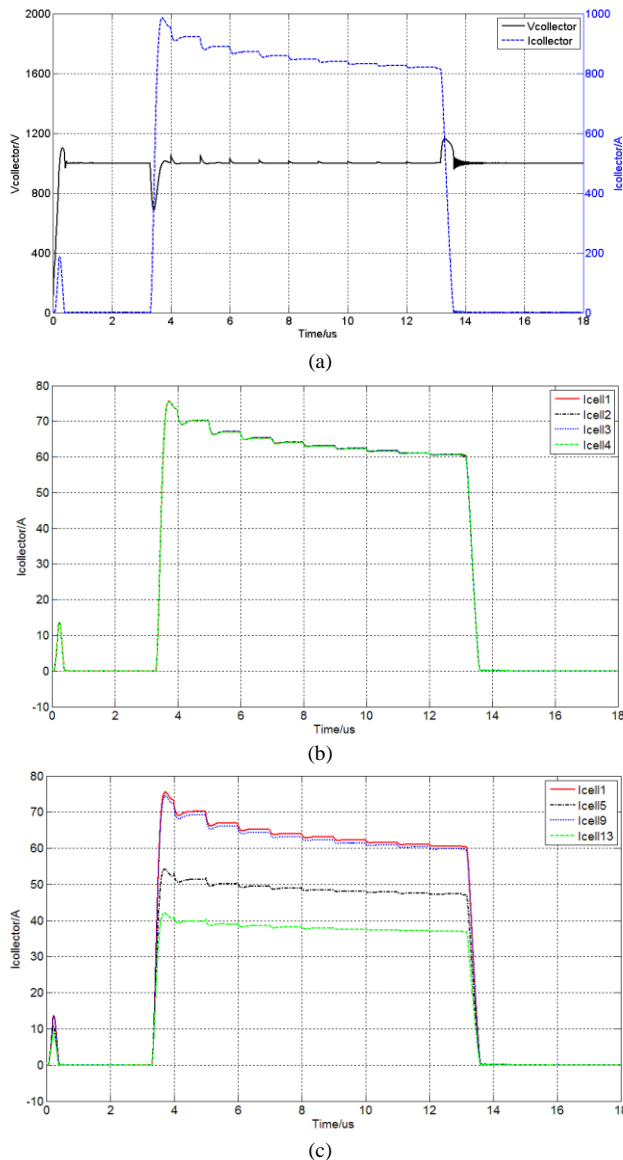 2000
1600
1200
800
400
0
Vcollector/V
Vcollector
Icollector
1000
800
600
400
200
0
Icollector/A
0 2 4 6 8 10 12 14 16 18
Time/us
(a)
80
70
60
50
40
30
20
10
0
-10
Icollector/A
Icell1
Icell2
Icell3
Icell4
0 2 4 6 8 10 12 14 16 18
Time/us
(b)
80
70
60
50
40
30
20
10
0
-10
Icollector/A
Icell1
Icell5
Icell9
Icell13
0 2 4 6 8 10 12 14 16 18
Time/us
(c)